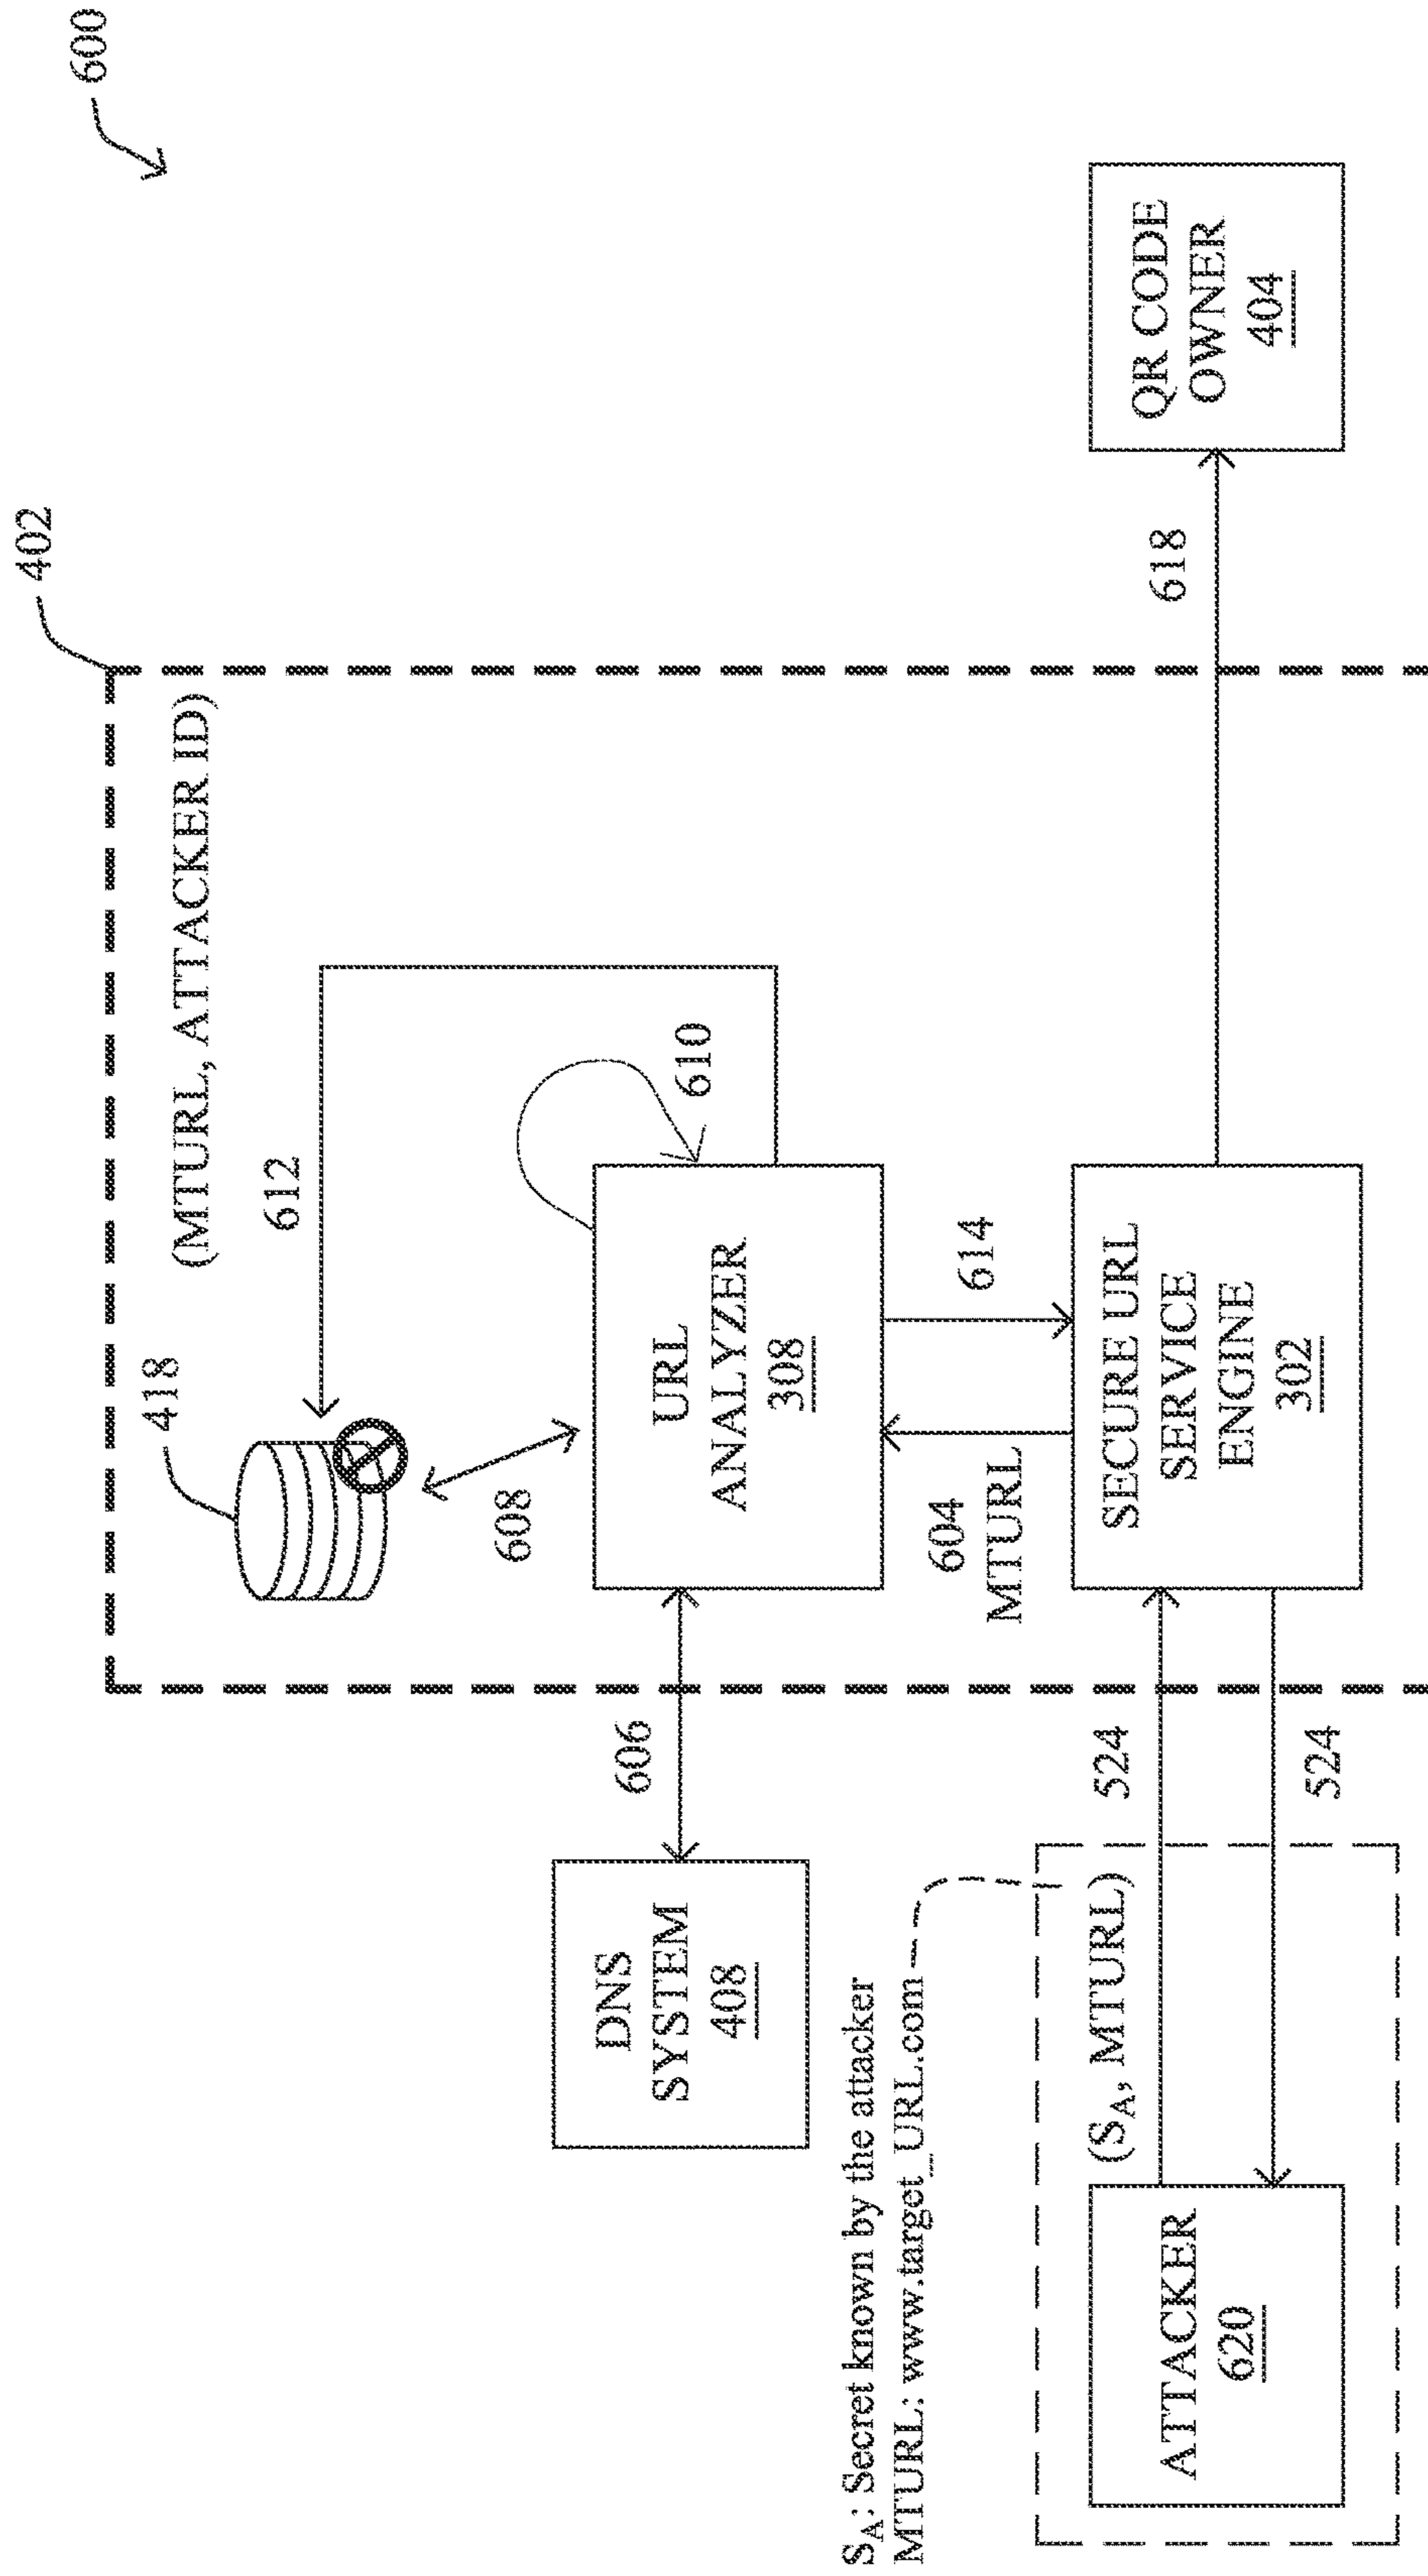 600
402
(MTURL, ATTACKER ID)
418
612
608
610
606
DNS
SYSTEM
408
URL
ANALYZER
308
604
MTURL
614
S_A: Secret known by the attacker
MTURL: www.target_URL.com
(S_A, MTURL)
524
524
ATTACKER
620
SECURE URL
SERVICE
ENGINE
302
618
QR CODE
OWNER
404